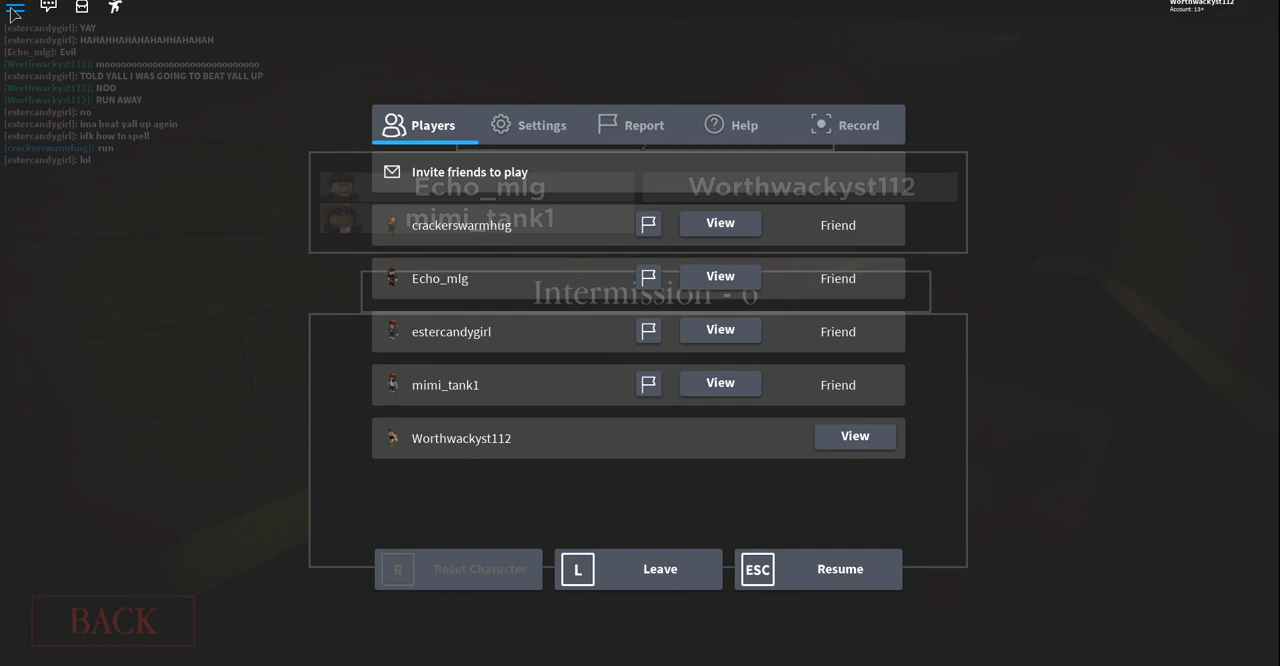 Worthwackyst112
Account: 13+
[estercandygirl]: YAY
[estercandygirl]: HAHAHHAHAHAHAHHAHAHAH
[Echo_mlg]: Evil
[Worthwackyst112]: moooooooooooooooooooooooooooo
[estercandygirl]: TOLD YALL I WAS GOING TO BEAT YALL UP
[Worthwackyst112]: NOO
[Worthwackyst112]: RUN AWAY
[estercandygirl]: no
[estercandygirl]: ima beat yall up agein
[estercandygirl]: idk how to spell
[crackerswarmhug]: run
[estercandygirl]: lol
Players Settings Report Help Record
Invite friends to play
Echo_mlg Worthwackyst112
mimi_tank1
crackerswarmhug View Friend
Echo_mlg View Friend
Intermission - 6
estercandygirl View Friend
mimi_tank1 View Friend
Worthwackyst112 View
R Reset Character L Leave ESC Resume
BACK